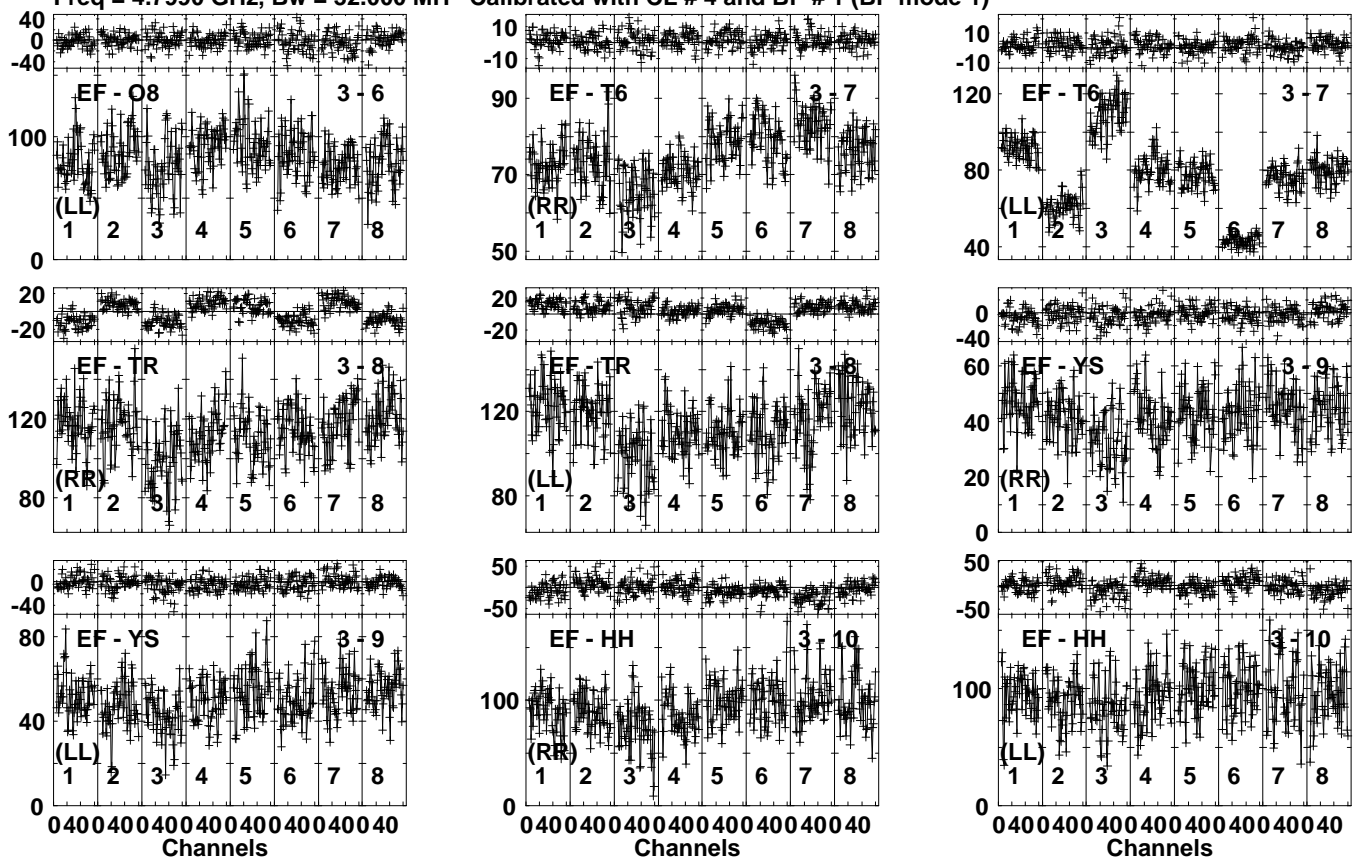 Freq = 4.7990 GHz, Bw = 32.000 MH Calibrated with CL # 4 and BP # 1 (BP mode 1)
40
0
-40
100
0
EF - O8 3 - 6
(LL)
1 2 3 4 5 6 7 8
10
-10
90
70
50
EF - T6 3 - 7
(RR)
1 2 3 4 5 6 7 8
10
-10
120
80
40
EF - T6 3 - 7
(LL)
1 2 3 4 5 6 7 8
20
-20
120
80
EF - TR 3 - 8
(RR)
1 2 3 4 5 6 7 8
20
-20
120
80
EF - TR 3 - 8
(LL)
1 2 3 4 5 6 7 8
0
-40
60
40
20
0
EF - YS 3 - 9
(RR)
1 2 3 4 5 6 7 8
0
-40
80
40
0
EF - YS 3 - 9
(LL)
1 2 3 4 5 6 7 8
50
-50
100
0
EF - HH 3 - 10
(RR)
1 2 3 4 5 6 7 8
50
-50
100
0
EF - HH 3 - 10
(LL)
1 2 3 4 5 6 7 8
0 40 0 40 0 40 0 40 0 40 0 40 0 40 0 40
Channels
0 40 0 40 0 40 0 40 0 40 0 40 0 40 0 40
Channels
0 40 0 40 0 40 0 40 0 40 0 40 0 40 0 40
Channels